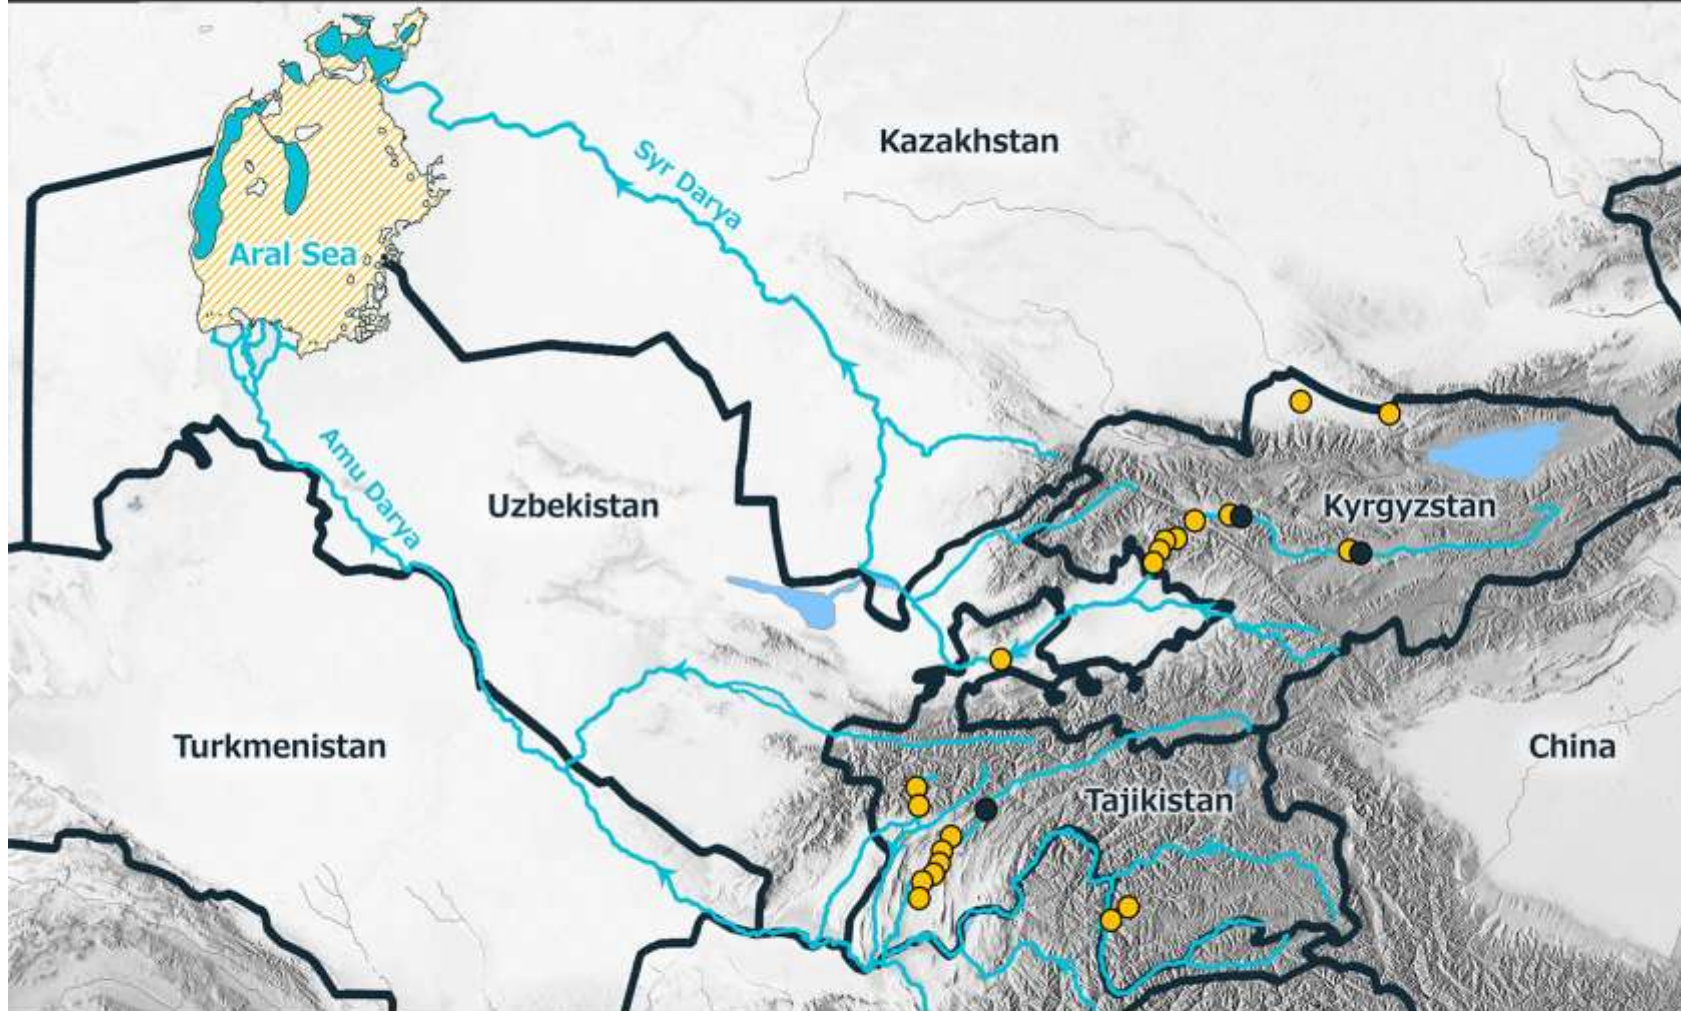 Kazakhstan
Syr Darya
Aral Sea
Amu Darya
Uzbekistan
Kyrgyzstan
Turkmenistan
China
Tajikistan